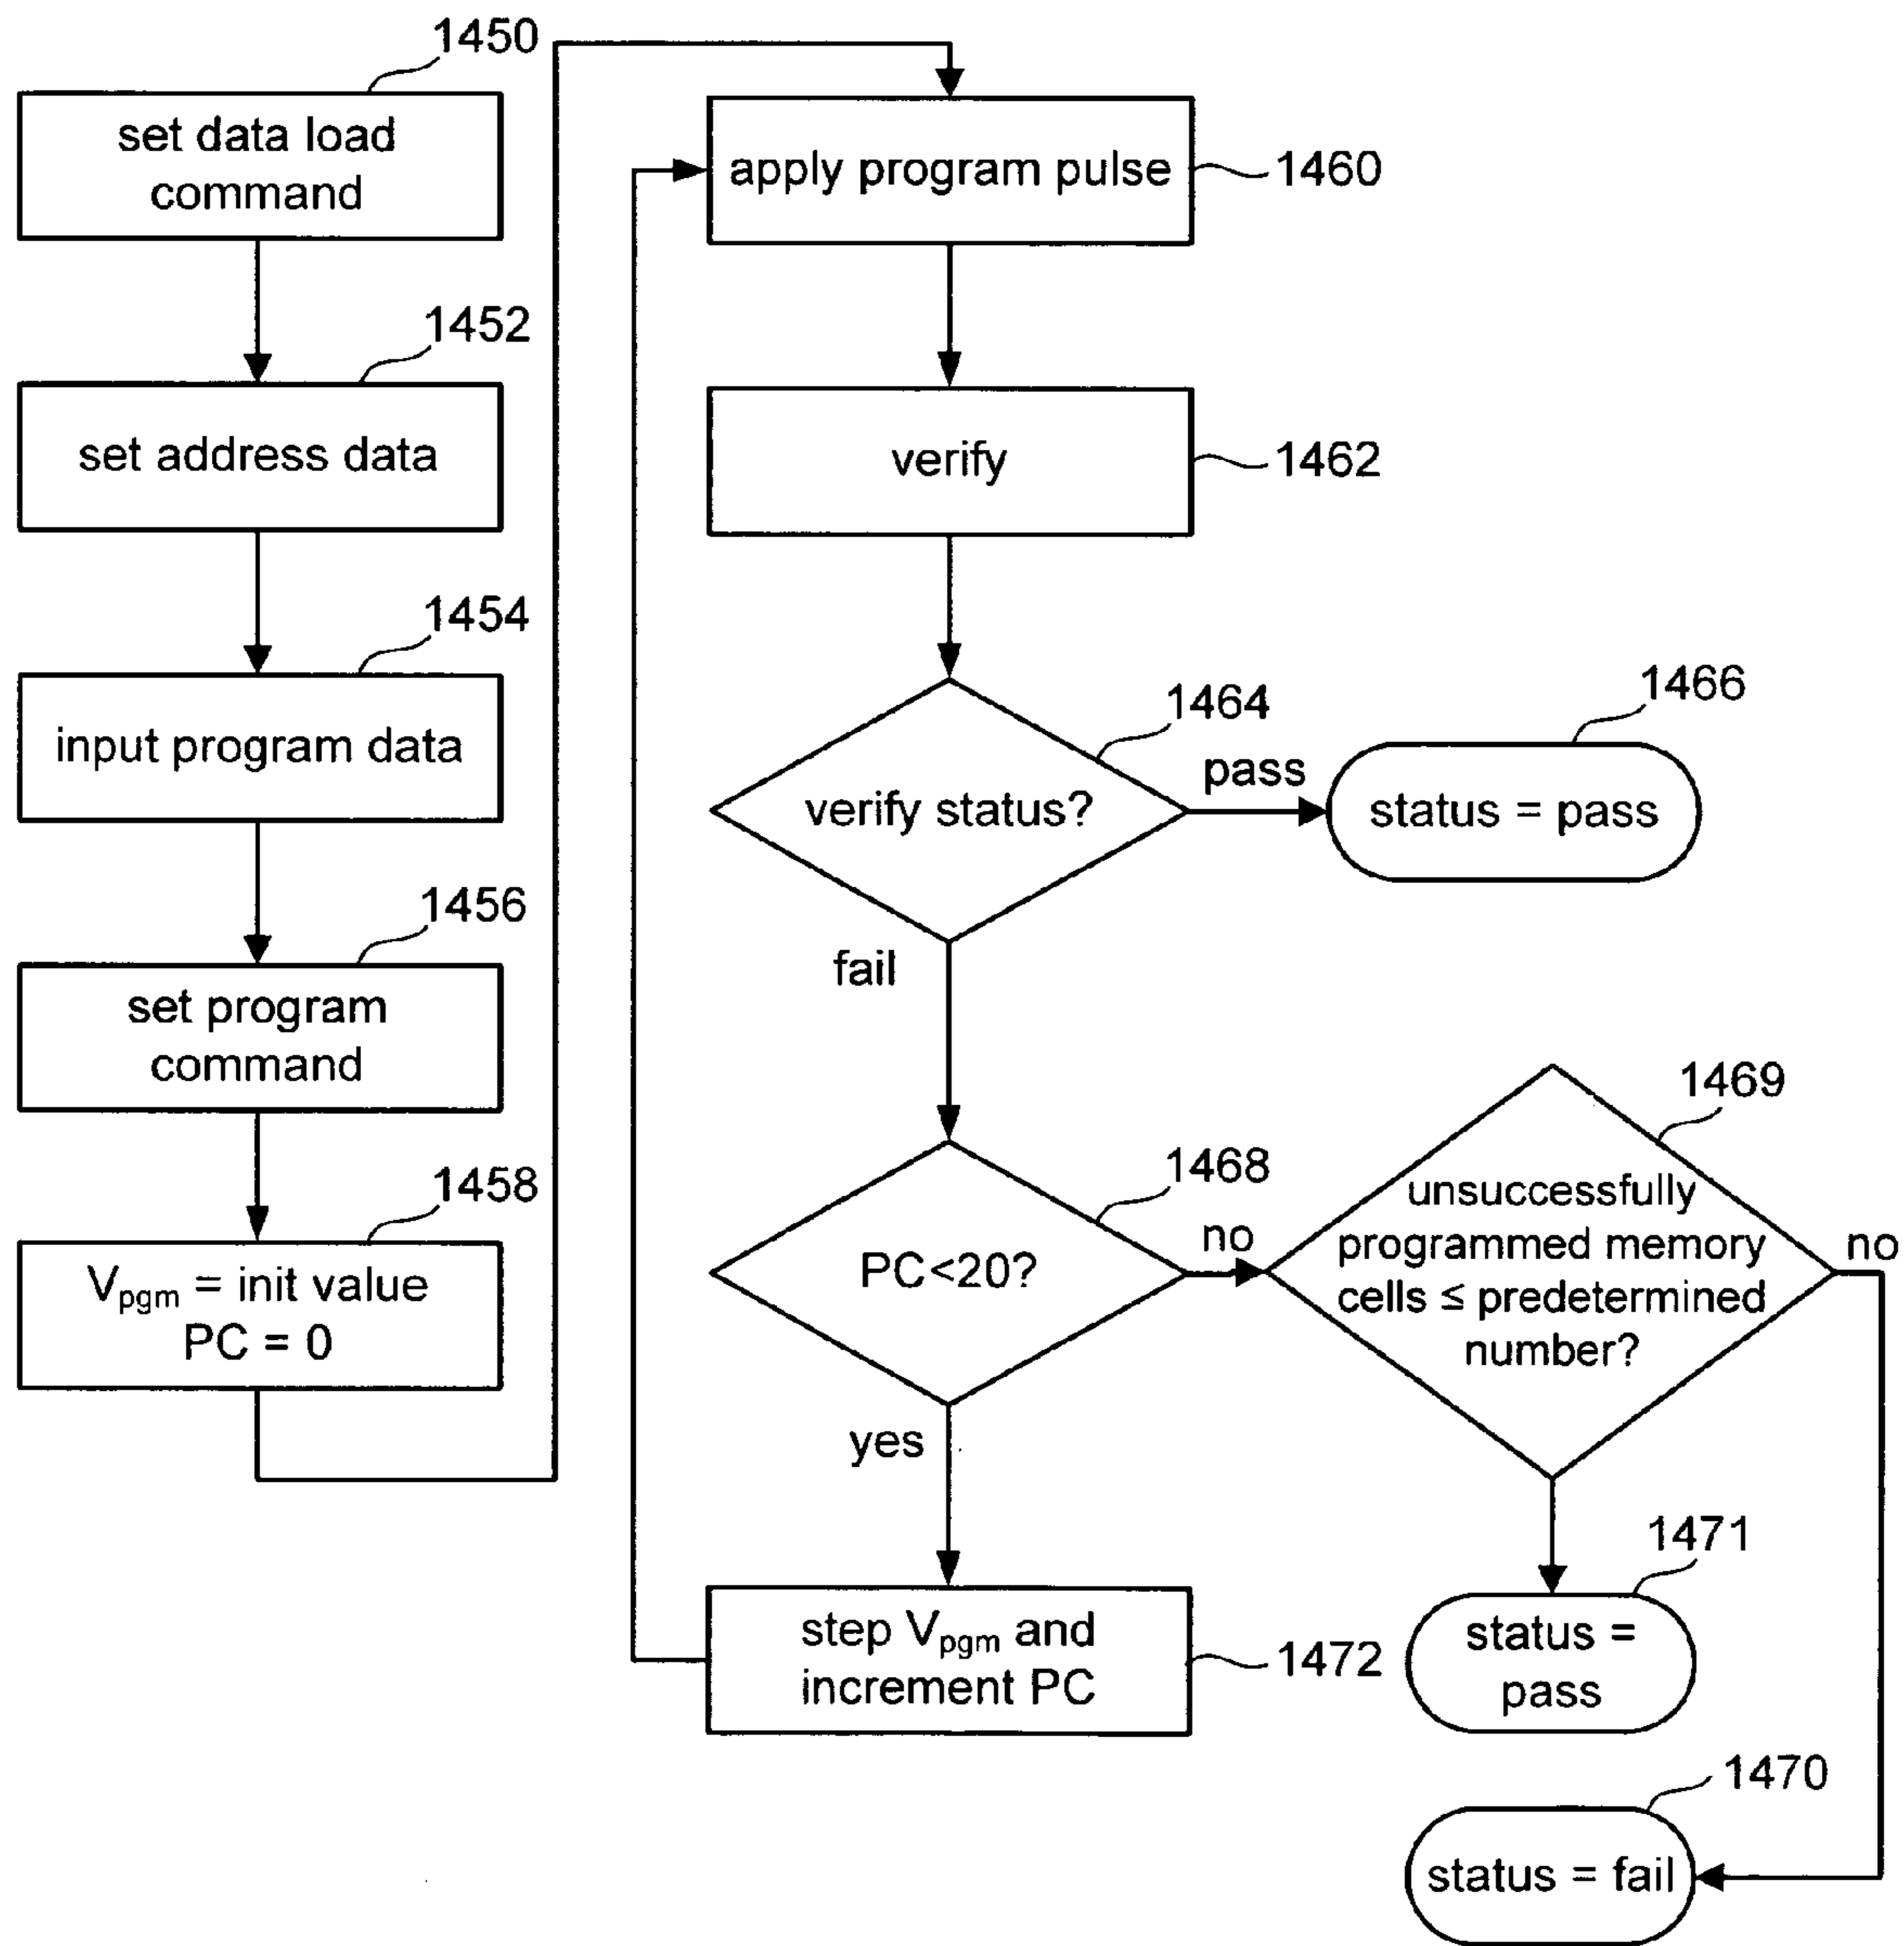 1450
set data load
command
1452
set address data
1454
input program data
1456
set program
command
1458
Vpgm = init value
PC = 0
apply program pulse
1460
verify
1462
1464
verify status?
pass
1466
status = pass
fail
1468
PC<20?
no
1469
unsuccessfully
programmed memory
cells ≤ predetermined
number?
no
yes
step Vpgm and
increment PC
1472
1471
status =
pass
1470
status = fail